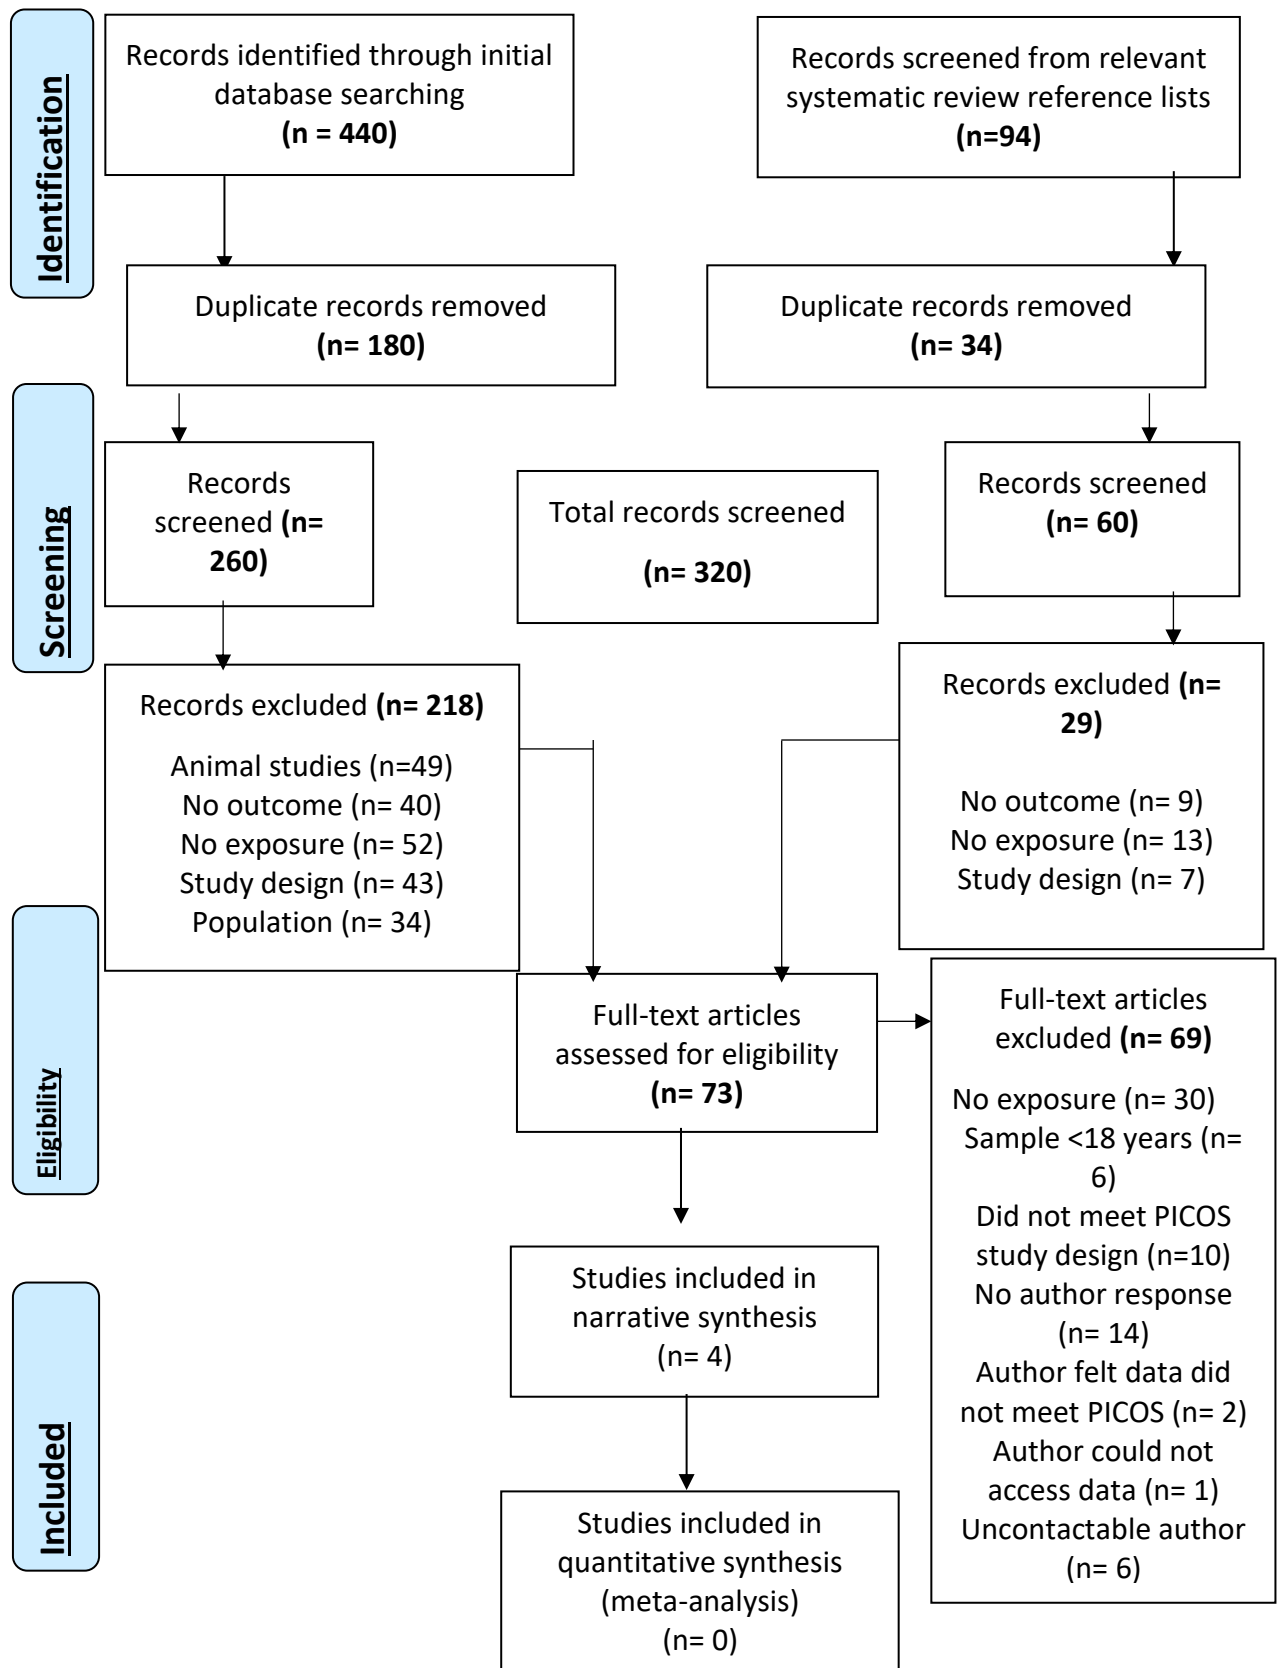 Identification
Records identified through initial
database searching
(n = 440)
Records screened from relevant
systematic review reference lists
(n=94)
Duplicate records removed
(n= 180)
Duplicate records removed
(n= 34)
Screening
Records
screened (n=
260)
Total records screened
(n= 320)
Records screened
(n= 60)
Records excluded (n= 218)
Animal studies (n=49)
No outcome (n= 40)
No exposure (n= 52)
Study design (n= 43)
Population (n= 34)
Records excluded (n=
29)
No outcome (n= 9)
No exposure (n= 13)
Study design (n= 7)
Eligibility
Full-text articles
assessed for eligibility
(n= 73)
Full-text articles
excluded (n= 69)
No exposure (n= 30)
Sample <18 years (n=
6)
Did not meet PICOS
study design (n=10)
No author response
(n= 14)
Author felt data did
not meet PICOS (n= 2)
Author could not
access data (n= 1)
Uncontactable author
(n= 6)
Included
Studies included in
narrative synthesis
(n= 4)
Studies included in
quantitative synthesis
(meta-analysis)
(n= 0)